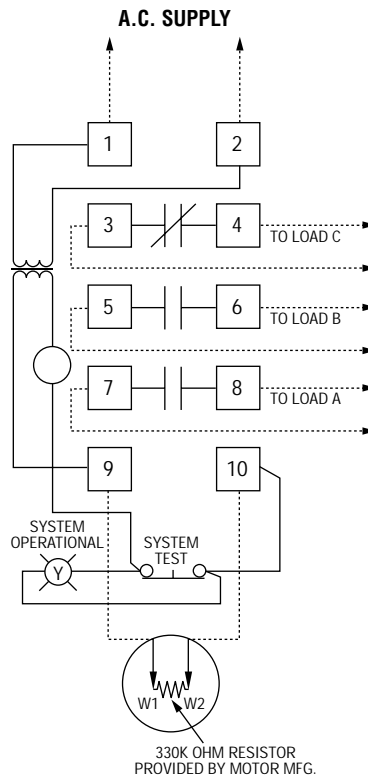 A.C. SUPPLY
1 2
3 4
TO LOAD C
5 6
TO LOAD B
7 8
TO LOAD A
9 10
SYSTEM
OPERATIONAL
SYSTEM
TEST
Y
W1 W2
330K OHM RESISTOR
PROVIDED BY MOTOR MFG.